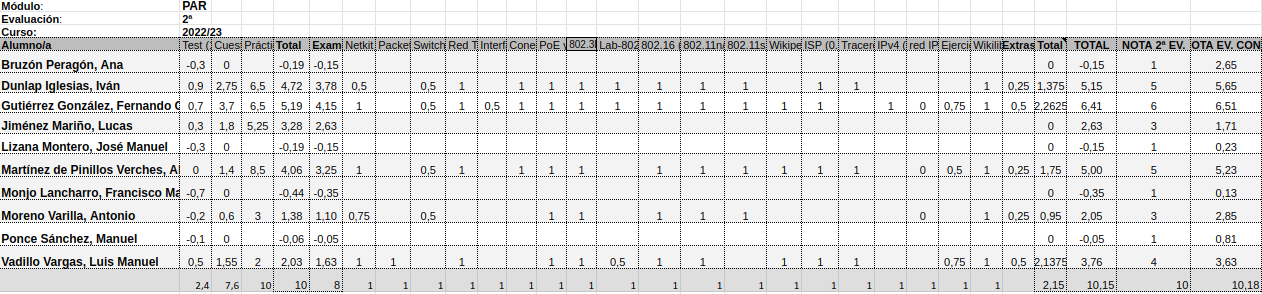 Módulo: PAR
Evaluación: 2ª
Curso: 2022/23
Alumno/a Test ( Cues Prácti Total Exam Netkit Packe Switch Red T Interf Cone PoE 802.3 Lab-802 802.16 ( 802.11n/ 802.11s Wikipe ISP (0, Tracer IPv4 ( red IP Ejerci Wikilil Extras Total TOTAL NOTA 2ª EV. OTA EV. CON
Bruzón Peragón, Ana -0,3 0 -0,19 -0,15 0 -0,15 1 2,65
Dunlap Iglesias, Iván 0,9 2,75 6,5 4,72 3,78 0,5 0,5 1 1 1 1 1 1 1 1 1 1 1 0,25 1,375 5,15 5 5,65
Gutiérrez González, Fernando 0,7 3,7 6,5 5,19 4,15 1 0,5 1 0,5 1 1 1 1 1 1 1 1 1 1 0 0,75 1 0,5 2,2625 6,41 6 6,51
Jiménez Mariño, Lucas 0,3 1,8 5,25 3,28 2,63 0 2,63 3 1,71
Lizana Montero, José Manuel -0,3 0 -0,19 -0,15 0 -0,15 1 0,23
Martínez de Pinillos Verches, Al 0 1,4 8,5 4,06 3,25 1 0,5 1 1 1 1 1 1 1 1 1 1 0 0,5 1 0,25 1,75 5,00 5 5,23
Monjo Lancharro, Francisco Ma -0,7 0 -0,44 -0,35 0 -0,35 1 0,13
Moreno Varilla, Antonio -0,2 0,6 3 1,38 1,10 0,75 0,5 1 1 1 1 1 0 1 0,25 0,95 2,05 3 2,85
Ponce Sánchez, Manuel -0,1 0 -0,06 -0,05 0 -0,05 1 0,81
Vadillo Vargas, Luis Manuel 0,5 1,55 2 2,03 1,63 1 1 1 1 1 0,5 1 1 1 1 1 0,75 1 0,5 2,1375 3,76 4 3,63
2,4 7,6 10 10 8 1 1 1 1 1 1 1 1 1 1 1 1 1 1 1 1 1 1 1 2,15 10,15 10 10,18